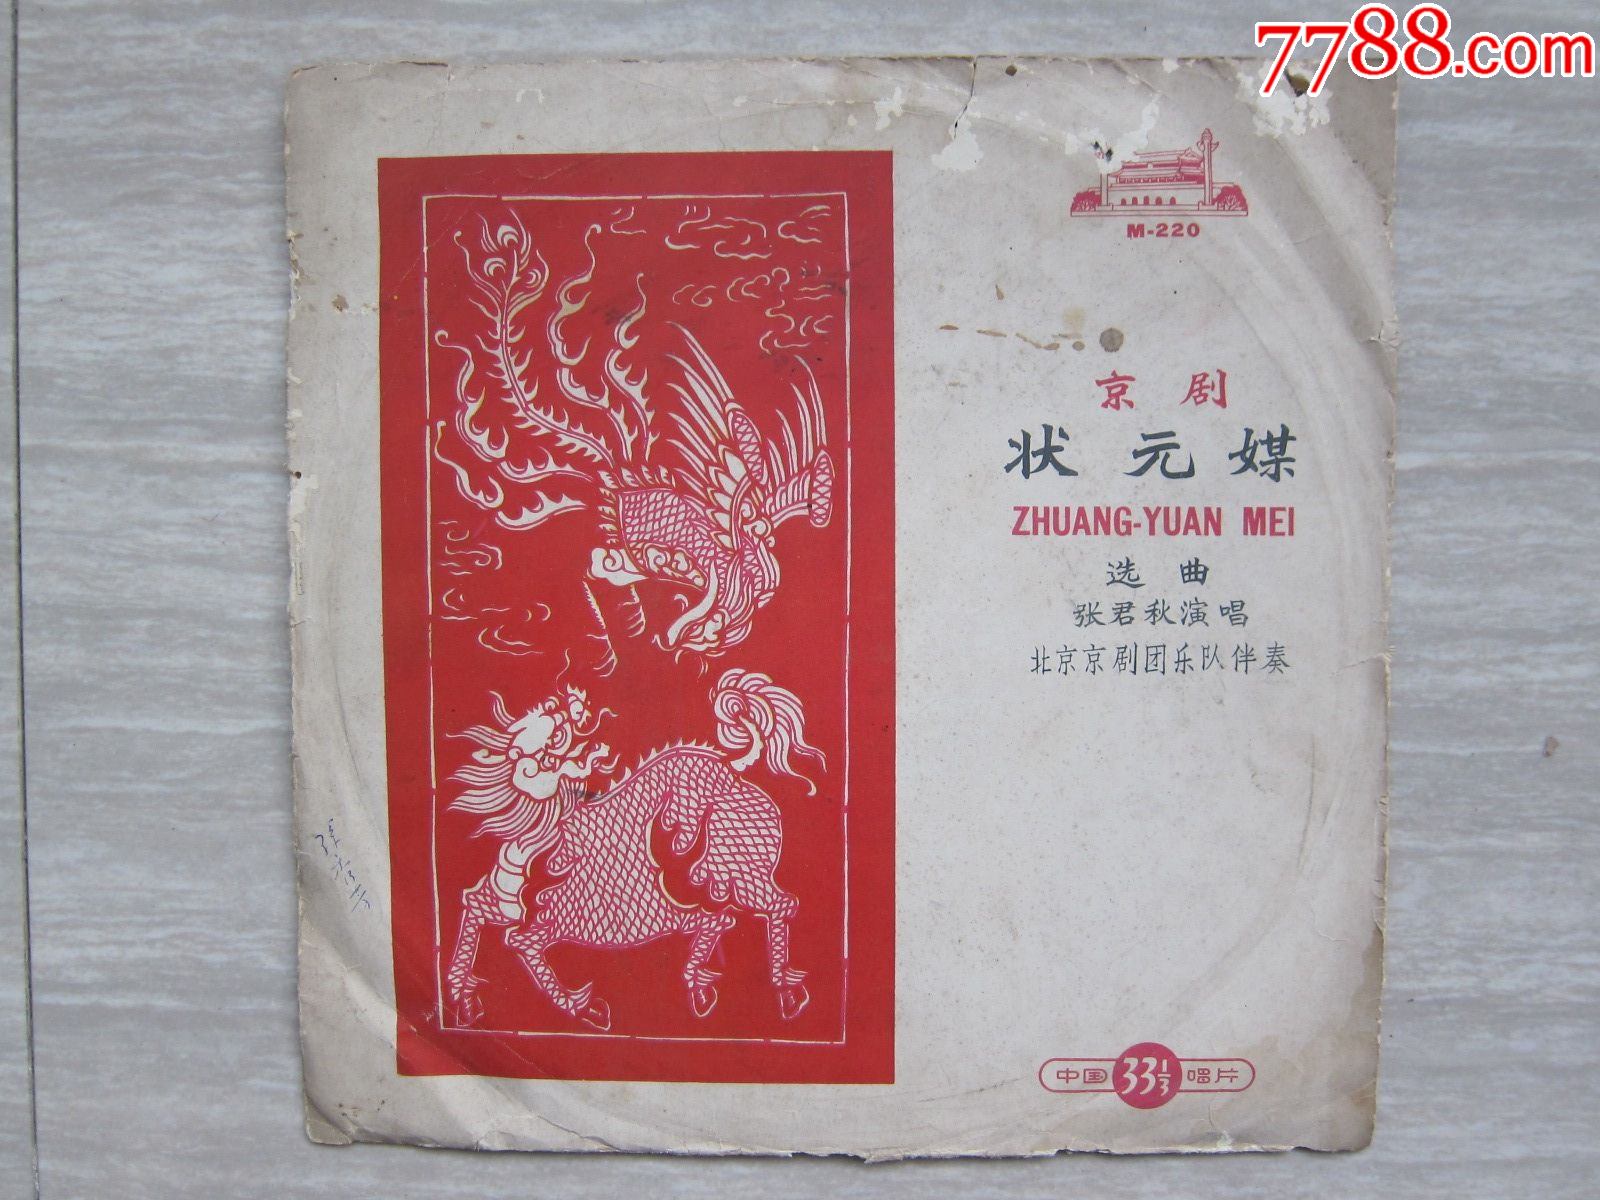 7788.com
M-220
京剧
状元媒
ZHUANG-YUAN MEI
选曲
张君秋演唱
北京京剧团乐队伴奏
中国 33⅓ 唱片